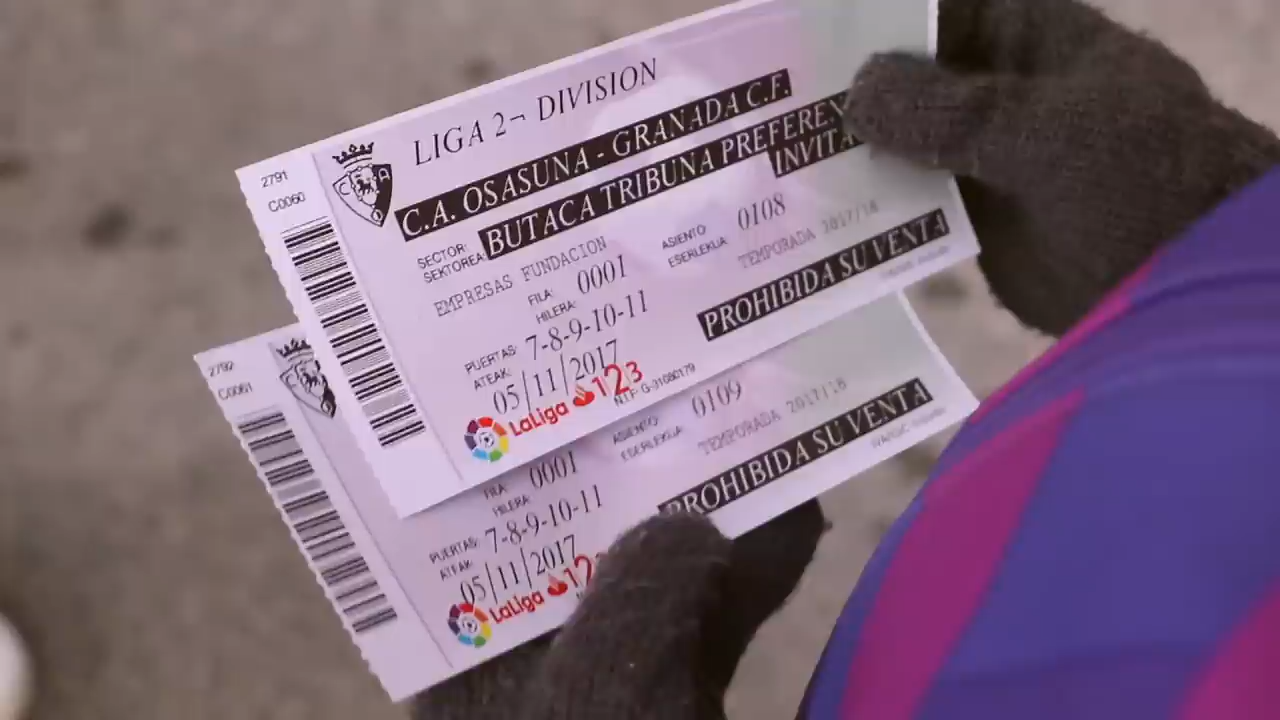 2791
C0060
LIGA 2¬ DIVISION
C.A. OSASUNA - GRANADA C.F.
SECTOR: BUTACA TRIBUNA PREFEREN
SEKTOREA:
INVITA
EMPRESAS FUNDACION
FILA: 0001
HILERA:
ASIENTO 0108
ESERLEKUA:
TEMPORADA 2017/18
PUERTAS: 7-8-9-10-11
ATEAK:
PROHIBIDA SU VENTA
05/11/2017
LaLiga 123
N.I.F. G-31080179
2792
C0061
FILA: 0001
HILERA:
ASIENTO 0109
ESERLEKUA:
TEMPORADA 2017/18
PUERTAS: 7-8-9-10-11
ATEAK:
PROHIBIDA SU VENTA
05/11/2017
LaLiga 12